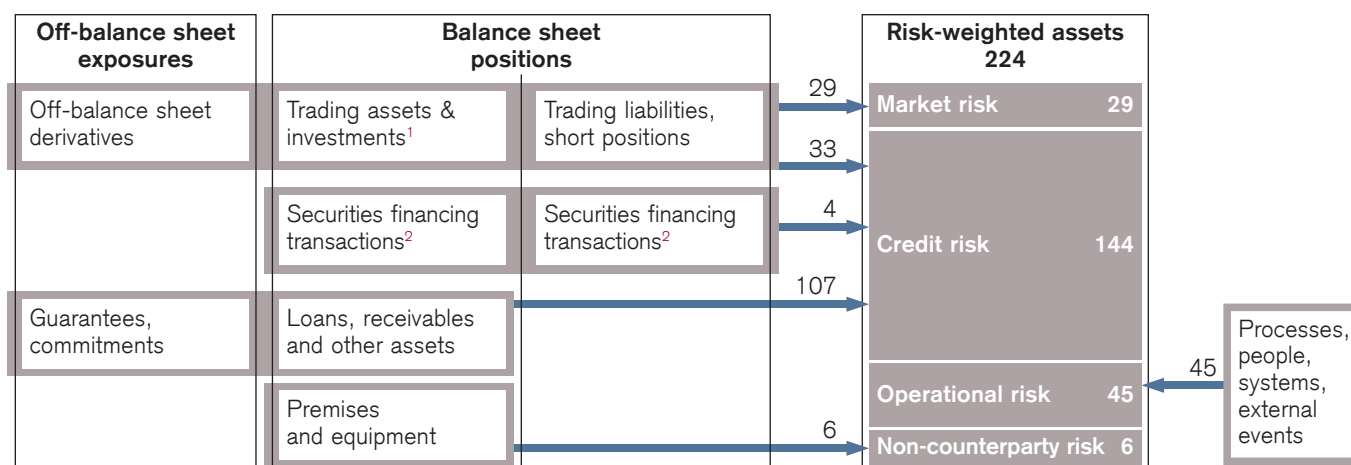 Off-balance sheet
exposures
Balance sheet
positions
Risk-weighted assets
224
Off-balance sheet
derivatives
Trading assets &
investments¹
Trading liabilities,
short positions
29
Market risk 29
33
Securities financing
transactions²
Securities financing
transactions²
4
Credit risk 144
107
Guarantees,
commitments
Loans, receivables
and other assets
Processes,
people,
systems,
external
events
45
Operational risk 45
Premises
and equipment
6
Non-counterparty risk 6